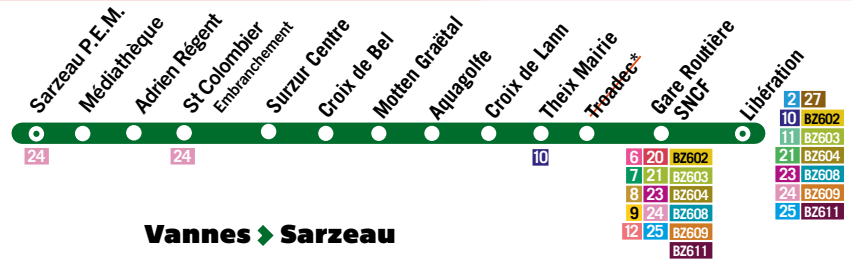 Sarzeau P.E.M.
Médiathèque
Adrien Régent
St Colombier
Embranchement
Surzur Centre
Croix de Bel
Motten Graëtal
Aquagolfe
Croix de Lann
Theix Mairie
Troadec*
Gare Routière
SNCF
Libération
24
24
10
6 20 BZ602
7 21 BZ603
8 23 BZ604
9 24 BZ608
12 25 BZ609
BZ611
2 27
10 BZ602
11 BZ603
21 BZ604
23 BZ608
24 BZ609
25 BZ611
Vannes Sarzeau